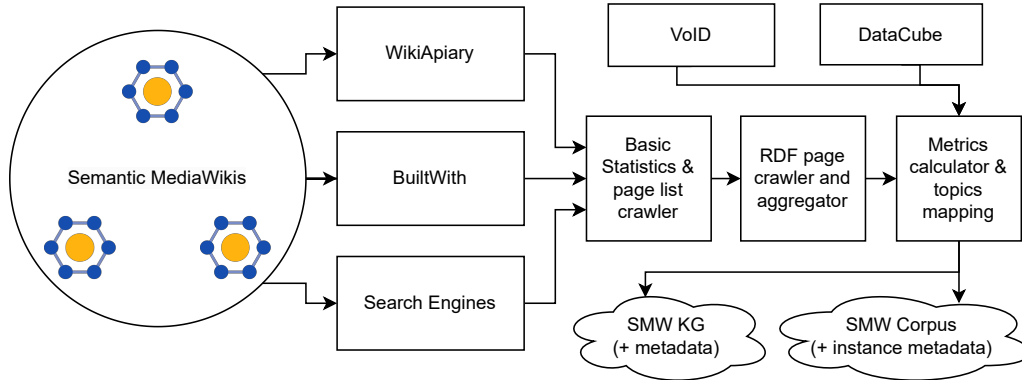 Semantic MediaWikis
WikiApiary
BuiltWith
Search Engines
VoID
DataCube
Basic
Statistics &
page list
crawler
RDF page
crawler and
aggregator
Metrics
calculator &
topics
mapping
SMW KG
(+ metadata)
SMW Corpus
(+ instance metadata)